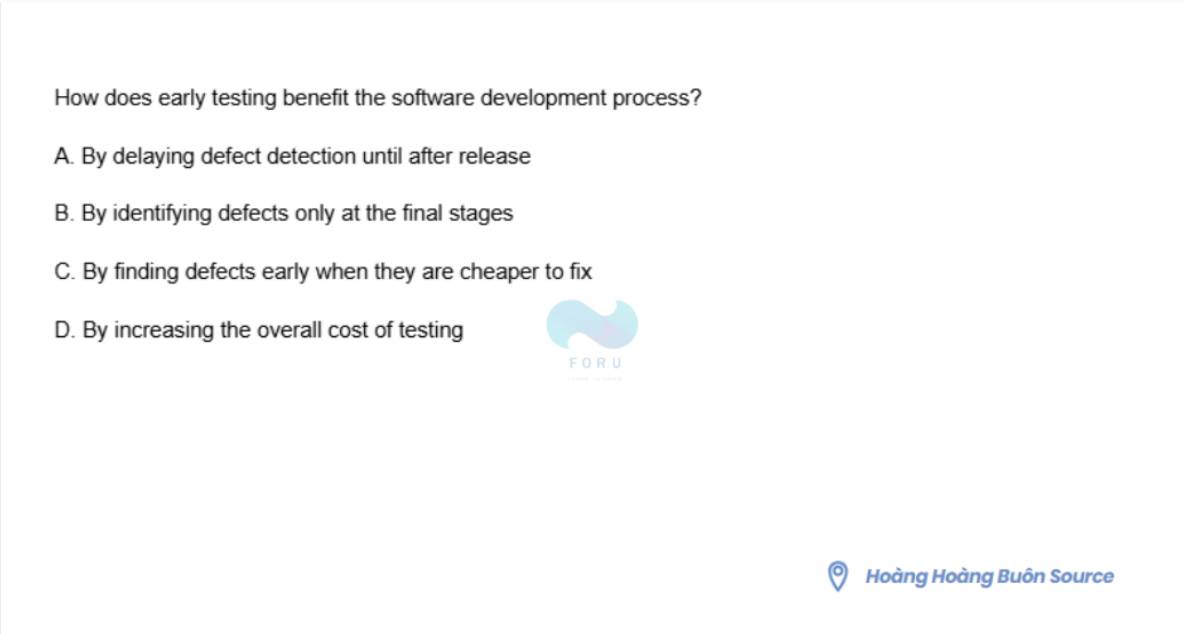 How does early testing benefit the software development process?
A. By delaying defect detection until after release
B. By identifying defects only at the final stages
C. By finding defects early when they are cheaper to fix
D. By increasing the overall cost of testing
FORU
Hoàng Hoàng Buôn Source